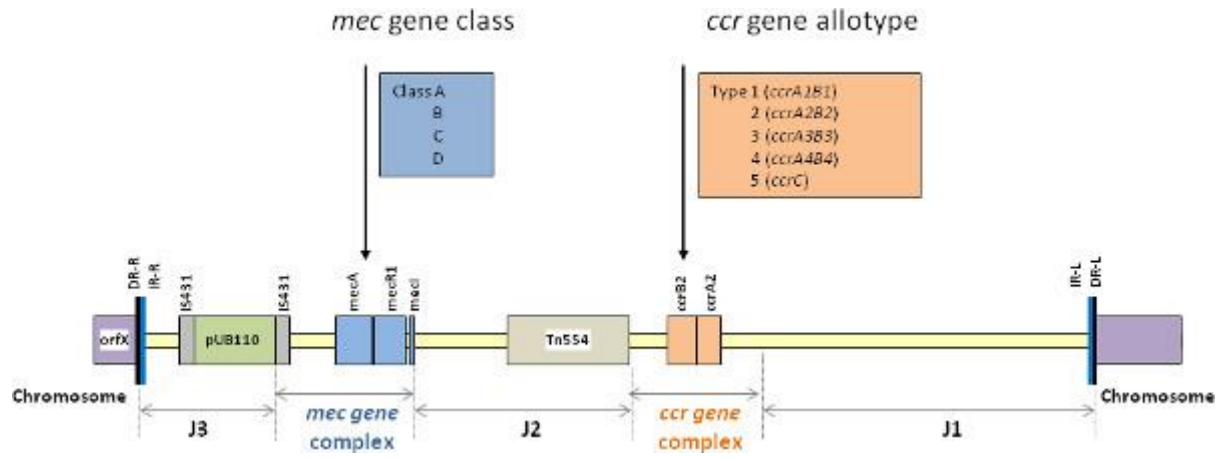 mec gene class
ccr gene allotype
Class A
B
C
D
Type 1 (ccrA1B1)
2 (ccrA2B2)
3 (ccrA3B3)
4 (ccrA4B4)
5 (ccrC)
DR-R
IR-R
IS431
IS431
mecA
mecR1
mecI
ccrB2
ccrA2
IR-L
DR-L
orfX
pUB110
Tn554
Chromosome
Chromosome
J3
mec gene
complex
J2
ccr gene
complex
J1